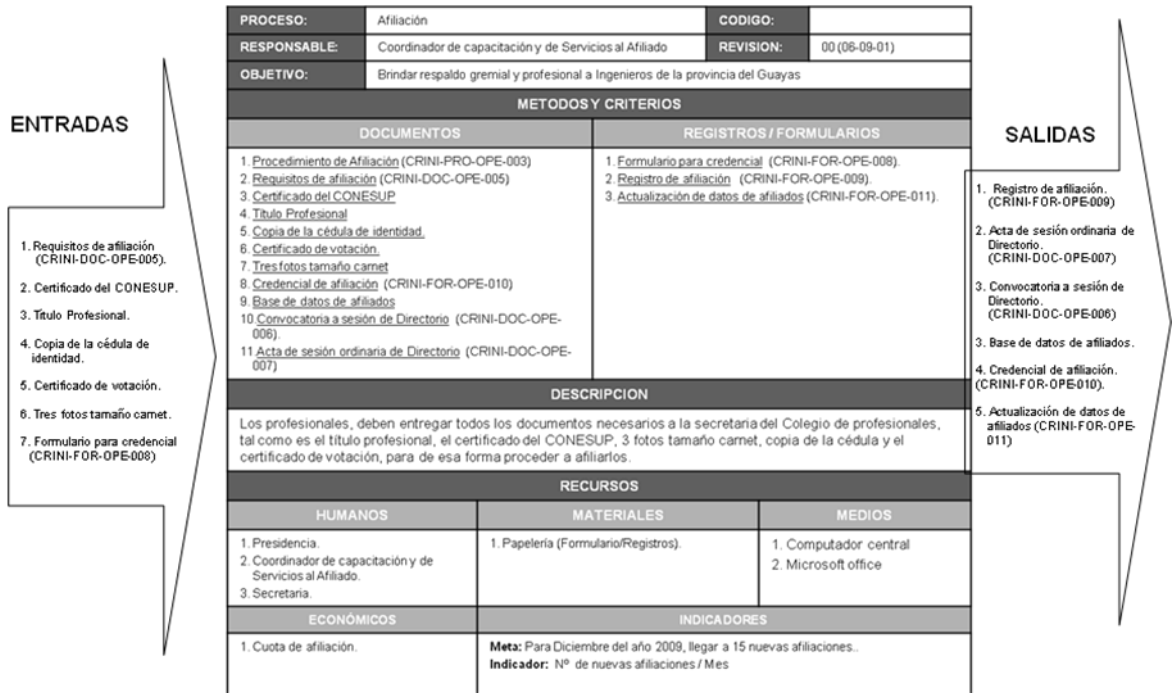 ENTRADAS
1. Requisitos de afiliación
(CRINI-DOC-OPE-005).
2. Certificado del CONESUP.
3. Título Profesional.
4. Copia de la cédula de
identidad.
5. Certificado de votación.
6. Tres fotos tamaño carnet.
7. Formulario para credencial
(CRINI-FOR-OPE-008)
PROCESO: Afiliación CODIGO:
RESPONSABLE: Coordinador de capacitación y de Servicios al Afiliado REVISION: 00 (06-09-01)
OBJETIVO: Brindar respaldo gremial y profesional a Ingenieros de la provincia del Guayas
METODOS Y CRITERIOS
DOCUMENTOS
1. Procedimiento de Afiliación (CRINI-PRO-OPE-003)
2. Requisitos de afiliación (CRINI-DOC-OPE-005)
3. Certificado del CONESUP
4. Título Profesional
5. Copia de la cédula de identidad.
6. Certificado de votación.
7. Tres fotos tamaño carnet
8. Credencial de afiliación (CRINI-FOR-OPE-010)
9. Base de datos de afiliados
10. Convocatoria a sesión de Directorio (CRINI-DOC-OPE-
006).
11. Acta de sesión ordinaria de Directorio (CRINI-DOC-OPE-
007)
REGISTROS / FORMULARIOS
1. Formulario para credencial (CRINI-FOR-OPE-008).
2. Registro de afiliación (CRINI-FOR-OPE-009).
3. Actualización de datos de afiliados (CRINI-FOR-OPE-011).
DESCRIPCION
Los profesionales, deben entregar todos los documentos necesarios a la secretaria del Colegio de profesionales,
tal como es el título profesional, el certificado del CONESUP, 3 fotos tamaño carnet, copia de la cédula y el
certificado de votación, para de esa forma proceder a afiliarlos.
RECURSOS
HUMANOS
1. Presidencia.
2. Coordinador de capacitación y de
Servicios al Afiliado.
3. Secretaria.
MATERIALES
1. Papelería (Formulario/Registros).
MEDIOS
1. Computador central
2. Microsoft office
ECONÓMICOS
1. Cuota de afiliación.
INDICADORES
Meta: Para Diciembre del año 2009, llegar a 15 nuevas afiliaciones..
Indicador: Nº de nuevas afiliaciones / Mes
SALIDAS
1. Registro de afiliación.
(CRINI-FOR-OPE-009)
2. Acta de sesión ordinaria de
Directorio.
(CRINI-DOC-OPE-007)
3. Convocatoria a sesión de
Directorio.
(CRINI-DOC-OPE-006)
3. Base de datos de afiliados.
4. Credencial de afiliación.
(CRINI-FOR-OPE-010).
5. Actualización de datos de
afiliados (CRINI-FOR-OPE-
011)